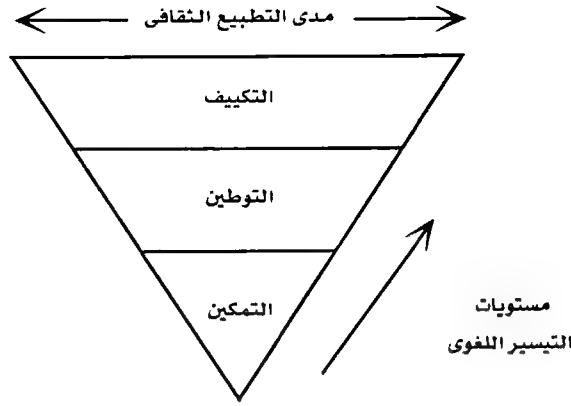 مدى التطبيع الثقافى
التكييف
التوطين
التمكين
مستويات
التيسير اللغوى